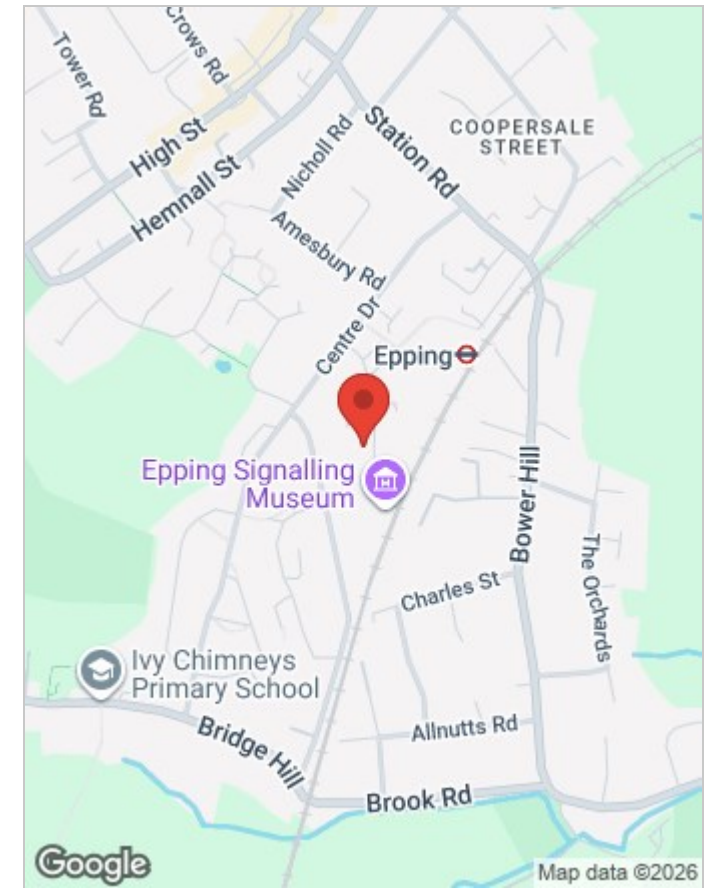 Crows Rd
Tower Rd
High St
Hemnall St
Nicholl Rd
Station Rd
COOPERSALE
STREET
Amesbury Rd
Centre Dr
Epping
Epping Signalling
Museum
Bower Hill
The Orchards
Charles St
Ivy Chimneys
Primary School
Bridge Hill
Allnutts Rd
Brook Rd
Google
Map data ©2026